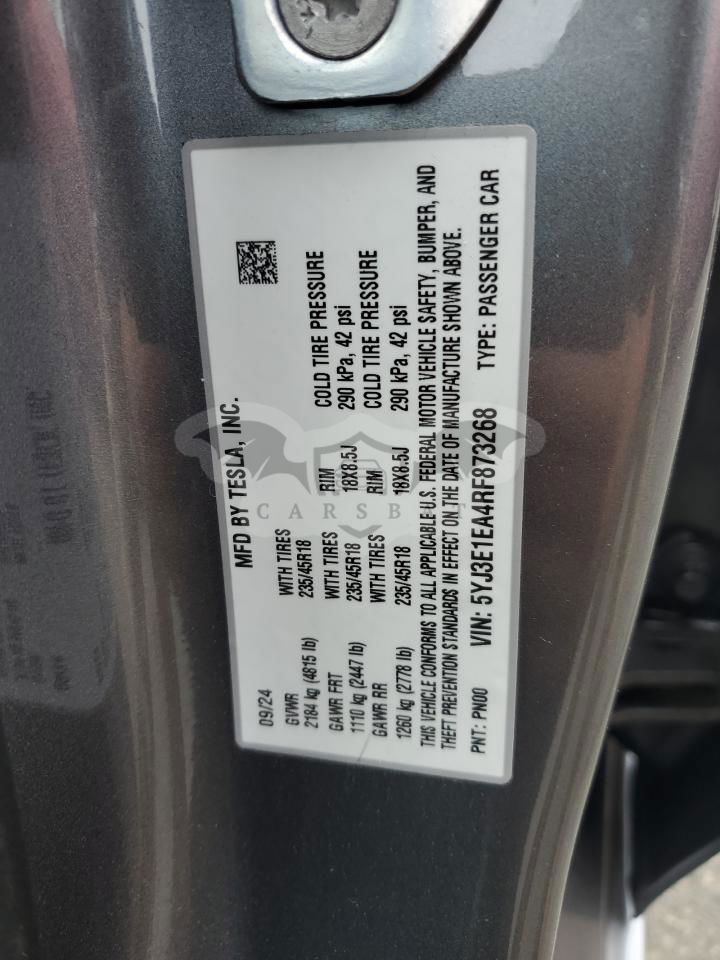 MFD BY TESLA, INC.
09/24
GVWR
2184 kg (4815 lb)
GAWR FRT
1110 kg (2447 lb)
GAWR RR
1260 kg (2778 lb)
WITH TIRES
235/45R18
WITH TIRES
235/45R18
WITH TIRES
235/45R18
RIM
18X8.5J
RIM
18X8.5J
COLD TIRE PRESSURE
290 kPa, 42 psi
COLD TIRE PRESSURE
290 kPa, 42 psi
THIS VEHICLE CONFORMS TO ALL APPLICABLE U.S. FEDERAL MOTOR VEHICLE SAFETY, BUMPER, AND
THEFT PREVENTION STANDARDS IN EFFECT ON THE DATE OF MANUFACTURE SHOWN ABOVE.
PNT: PN00 VIN: 5YJ3E1EA4RF873268 TYPE: PASSENGER CAR